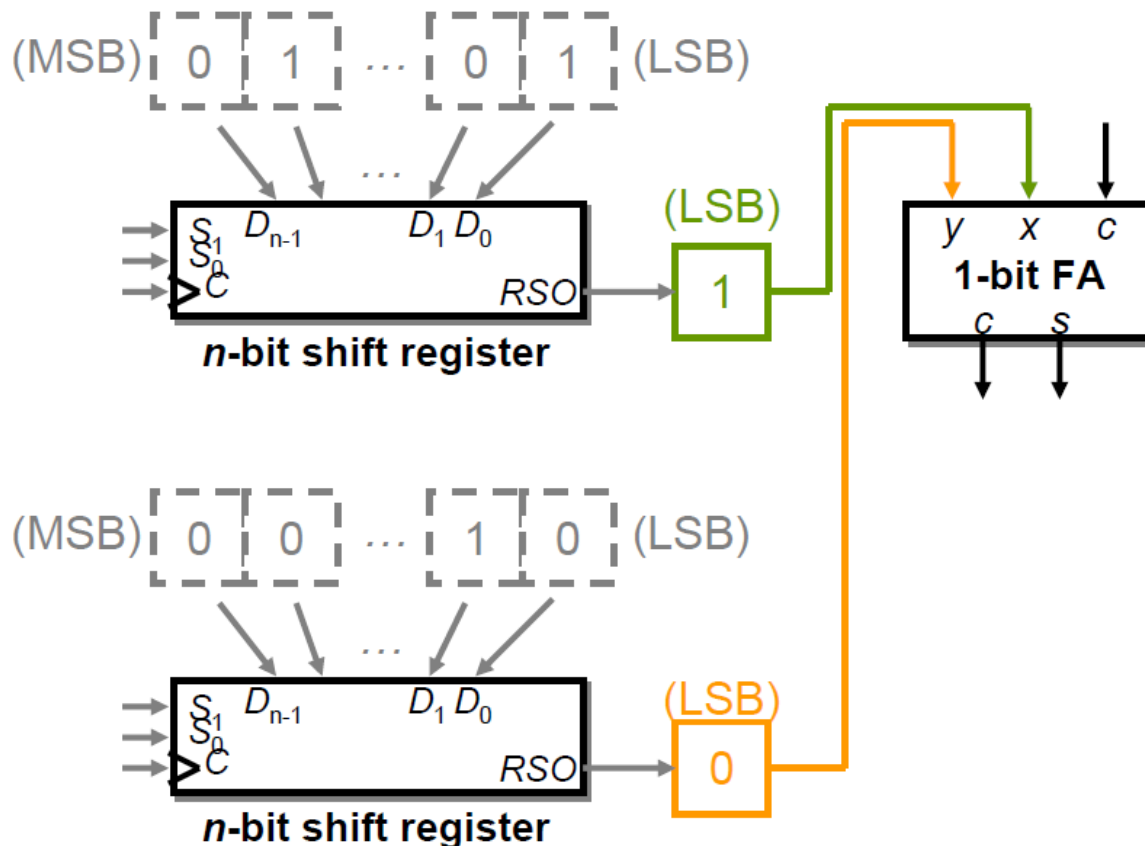 (MSB) 0 1 ... 0 1 (LSB)
...
S1 Dn-1 D1 D0
S0
C
RSO
n-bit shift register
(LSB)
1
y x c
1-bit FA
c s
(MSB) 0 0 ... 1 0 (LSB)
...
S1 Dn-1 D1 D0
S0
C
RSO
n-bit shift register
(LSB)
0